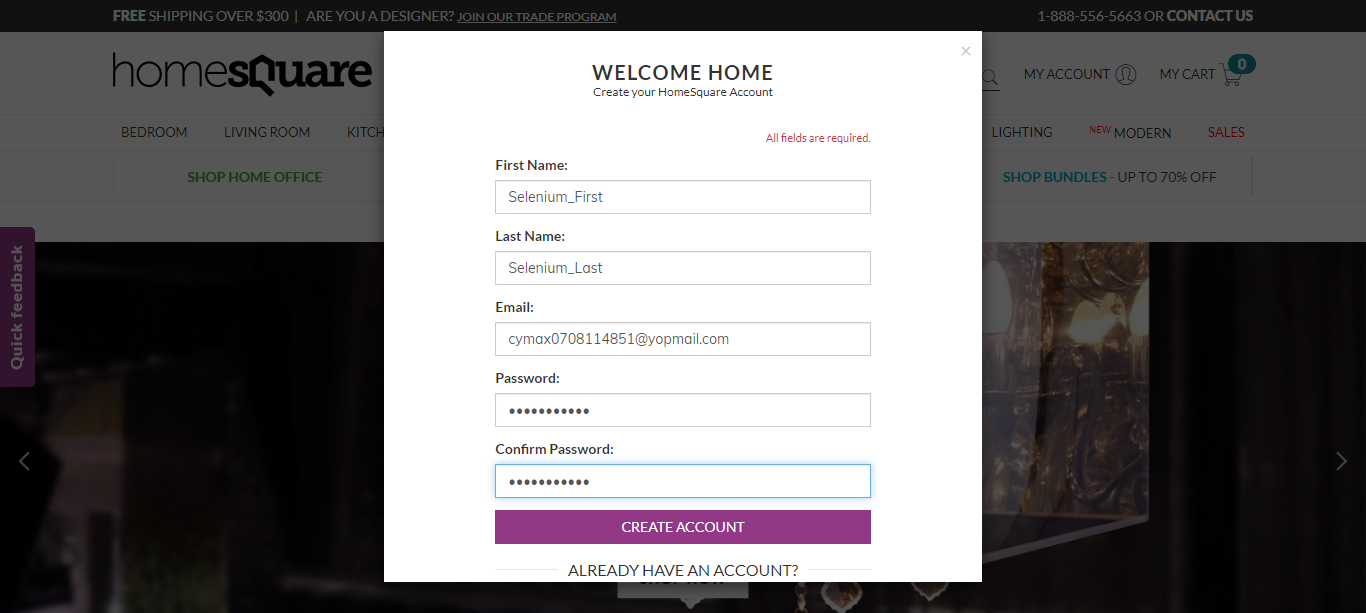 FREE SHIPPING OVER $300 | ARE YOU A DESIGNER? JOIN OUR TRADE PROGRAM
1-888-556-5663 OR CONTACT US
homesquare
MY ACCOUNT
MY CART
0
BEDROOM
LIVING ROOM
LIGHTING
NEW MODERN
SALES
SHOP HOME OFFICE
SHOP BUNDLES - UP TO 70% OFF
Quick feedback
×
WELCOME HOME
Create your HomeSquare Account
All fields are required.
First Name:
Selenium_First
Last Name:
Selenium_Last
Email:
cymax0708114851@yopmail.com
Password:
•••••••••••
Confirm Password:
•••••••••••
CREATE ACCOUNT
ALREADY HAVE AN ACCOUNT?